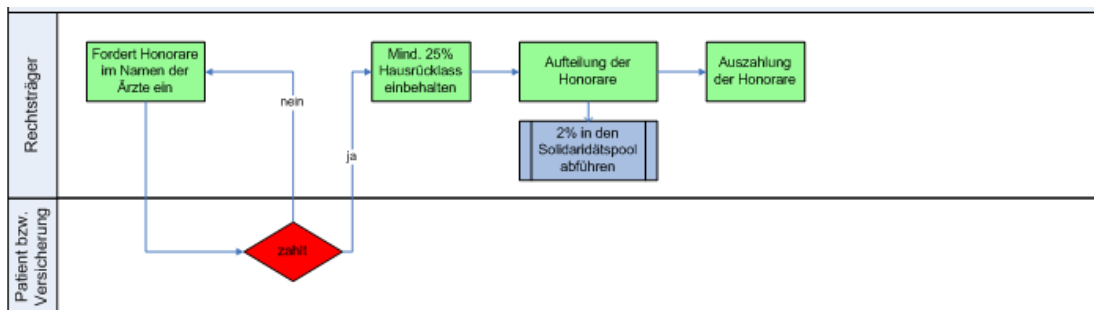 Rechtsträger
Fordert Honorare
im Namen der
Ärzte ein
Mind. 25%
Hausrücklass
einbehalten
Aufteilung der
Honorare
Auszahlung
der Honorare
nein
ja
2% in den
Solidaritätspool
abführen
Patient bzw.
Versicherung
zahlt